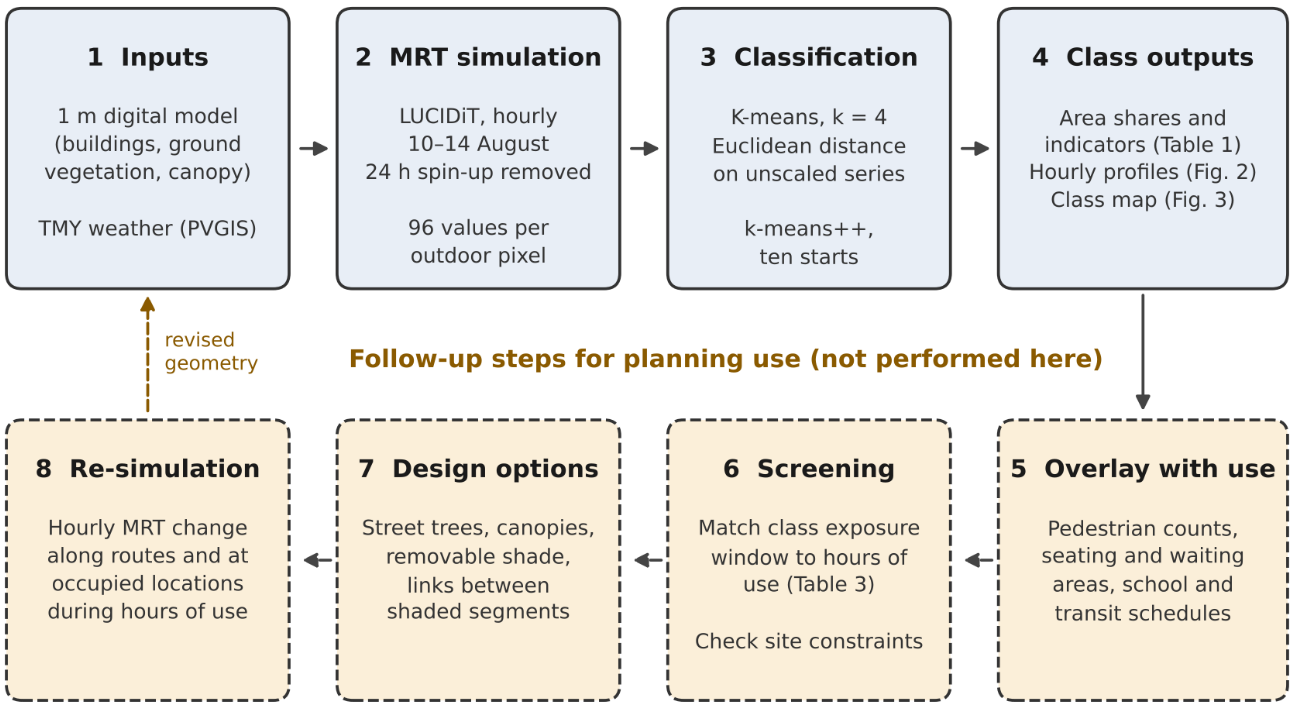 1 Inputs
1 m digital model
(buildings, ground
vegetation, canopy)
TMY weather (PVGIS)
2 MRT simulation
LUCIDiT, hourly
10–14 August
24 h spin-up removed
96 values per
outdoor pixel
3 Classification
K-means, k = 4
Euclidean distance
on unscaled series
k-means++,
ten starts
4 Class outputs
Area shares and
indicators (Table 1)
Hourly profiles (Fig. 2)
Class map (Fig. 3)
revised
geometry
Follow-up steps for planning use (not performed here)
5 Overlay with use
Pedestrian counts,
seating and waiting
areas, school and
transit schedules
6 Screening
Match class exposure
window to hours of
use (Table 3)
Check site constraints
7 Design options
Street trees, canopies,
removable shade,
links between
shaded segments
8 Re-simulation
Hourly MRT change
along routes and at
occupied locations
during hours of use